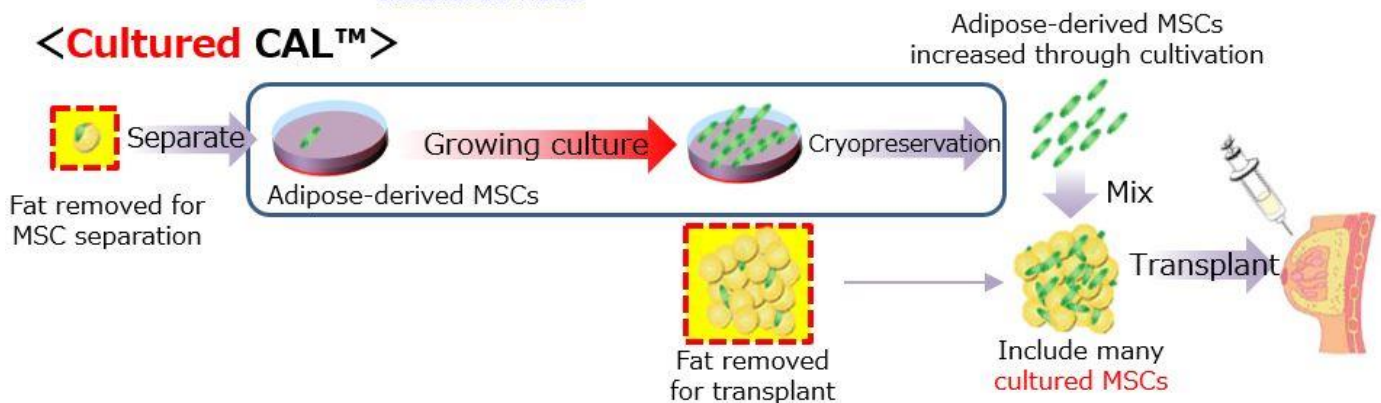 <Cultured CAL™>
Adipose-derived MSCs
increased through cultivation
Separate
Growing culture
Cryopreservation
Adipose-derived MSCs
Fat removed for
MSC separation
Mix
Transplant
Fat removed
for transplant
Include many
cultured MSCs